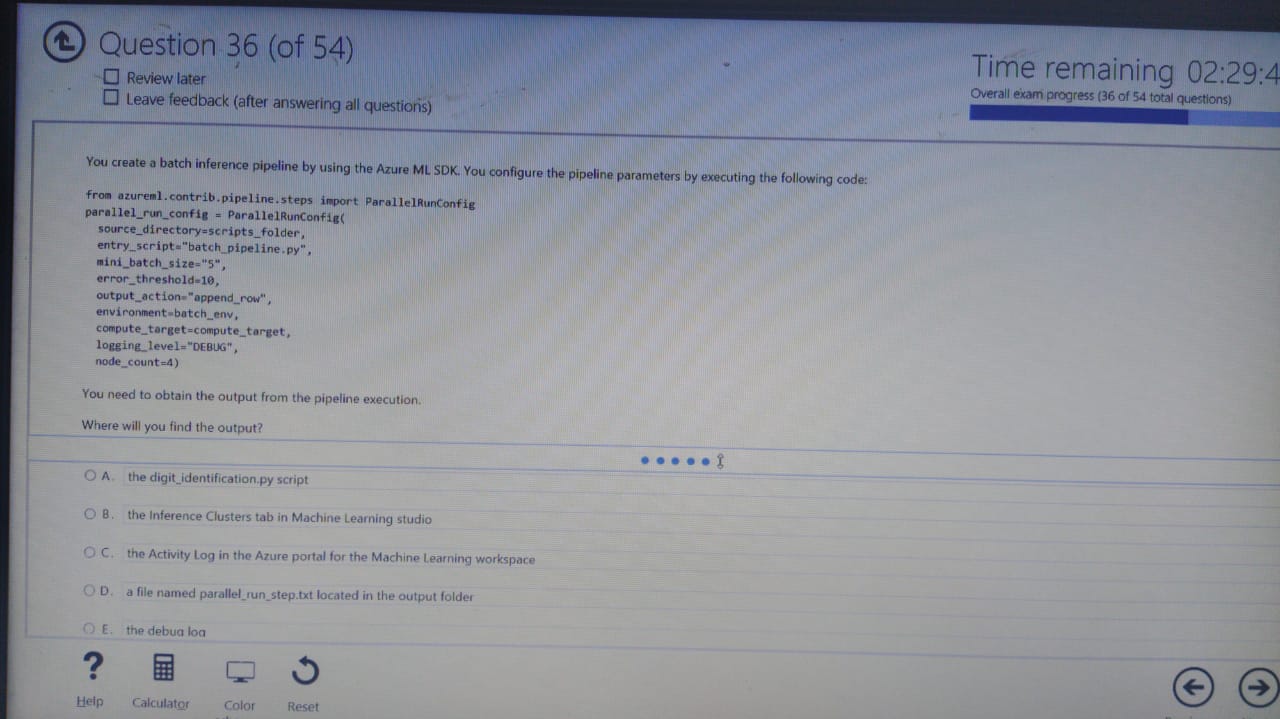 Question 36 (of 54)
Review later
Leave feedback (after answering all questions)
Time remaining 02:29:4
Overall exam progress (36 of 54 total questions)
You create a batch inference pipeline by using the Azure ML SDK. You configure the pipeline parameters by executing the following code:
from azureml.contrib.pipeline.steps import ParallelRunConfig
parallel_run_config = ParallelRunConfig(
source_directory=scripts_folder,
entry_script="batch_pipeline.py",
mini_batch_size="5",
error_threshold=10,
output_action="append_row",
environment=batch_env,
compute_target=compute_target,
logging_level="DEBUG",
node_count=4)
You need to obtain the output from the pipeline execution.
Where will you find the output?
A. the digit_identification.py script
B. the Inference Clusters tab in Machine Learning studio
C. the Activity Log in the Azure portal for the Machine Learning workspace
D. a file named parallel_run_step.txt located in the output folder
E. the debug log
? Help
Calculator
Color
Reset